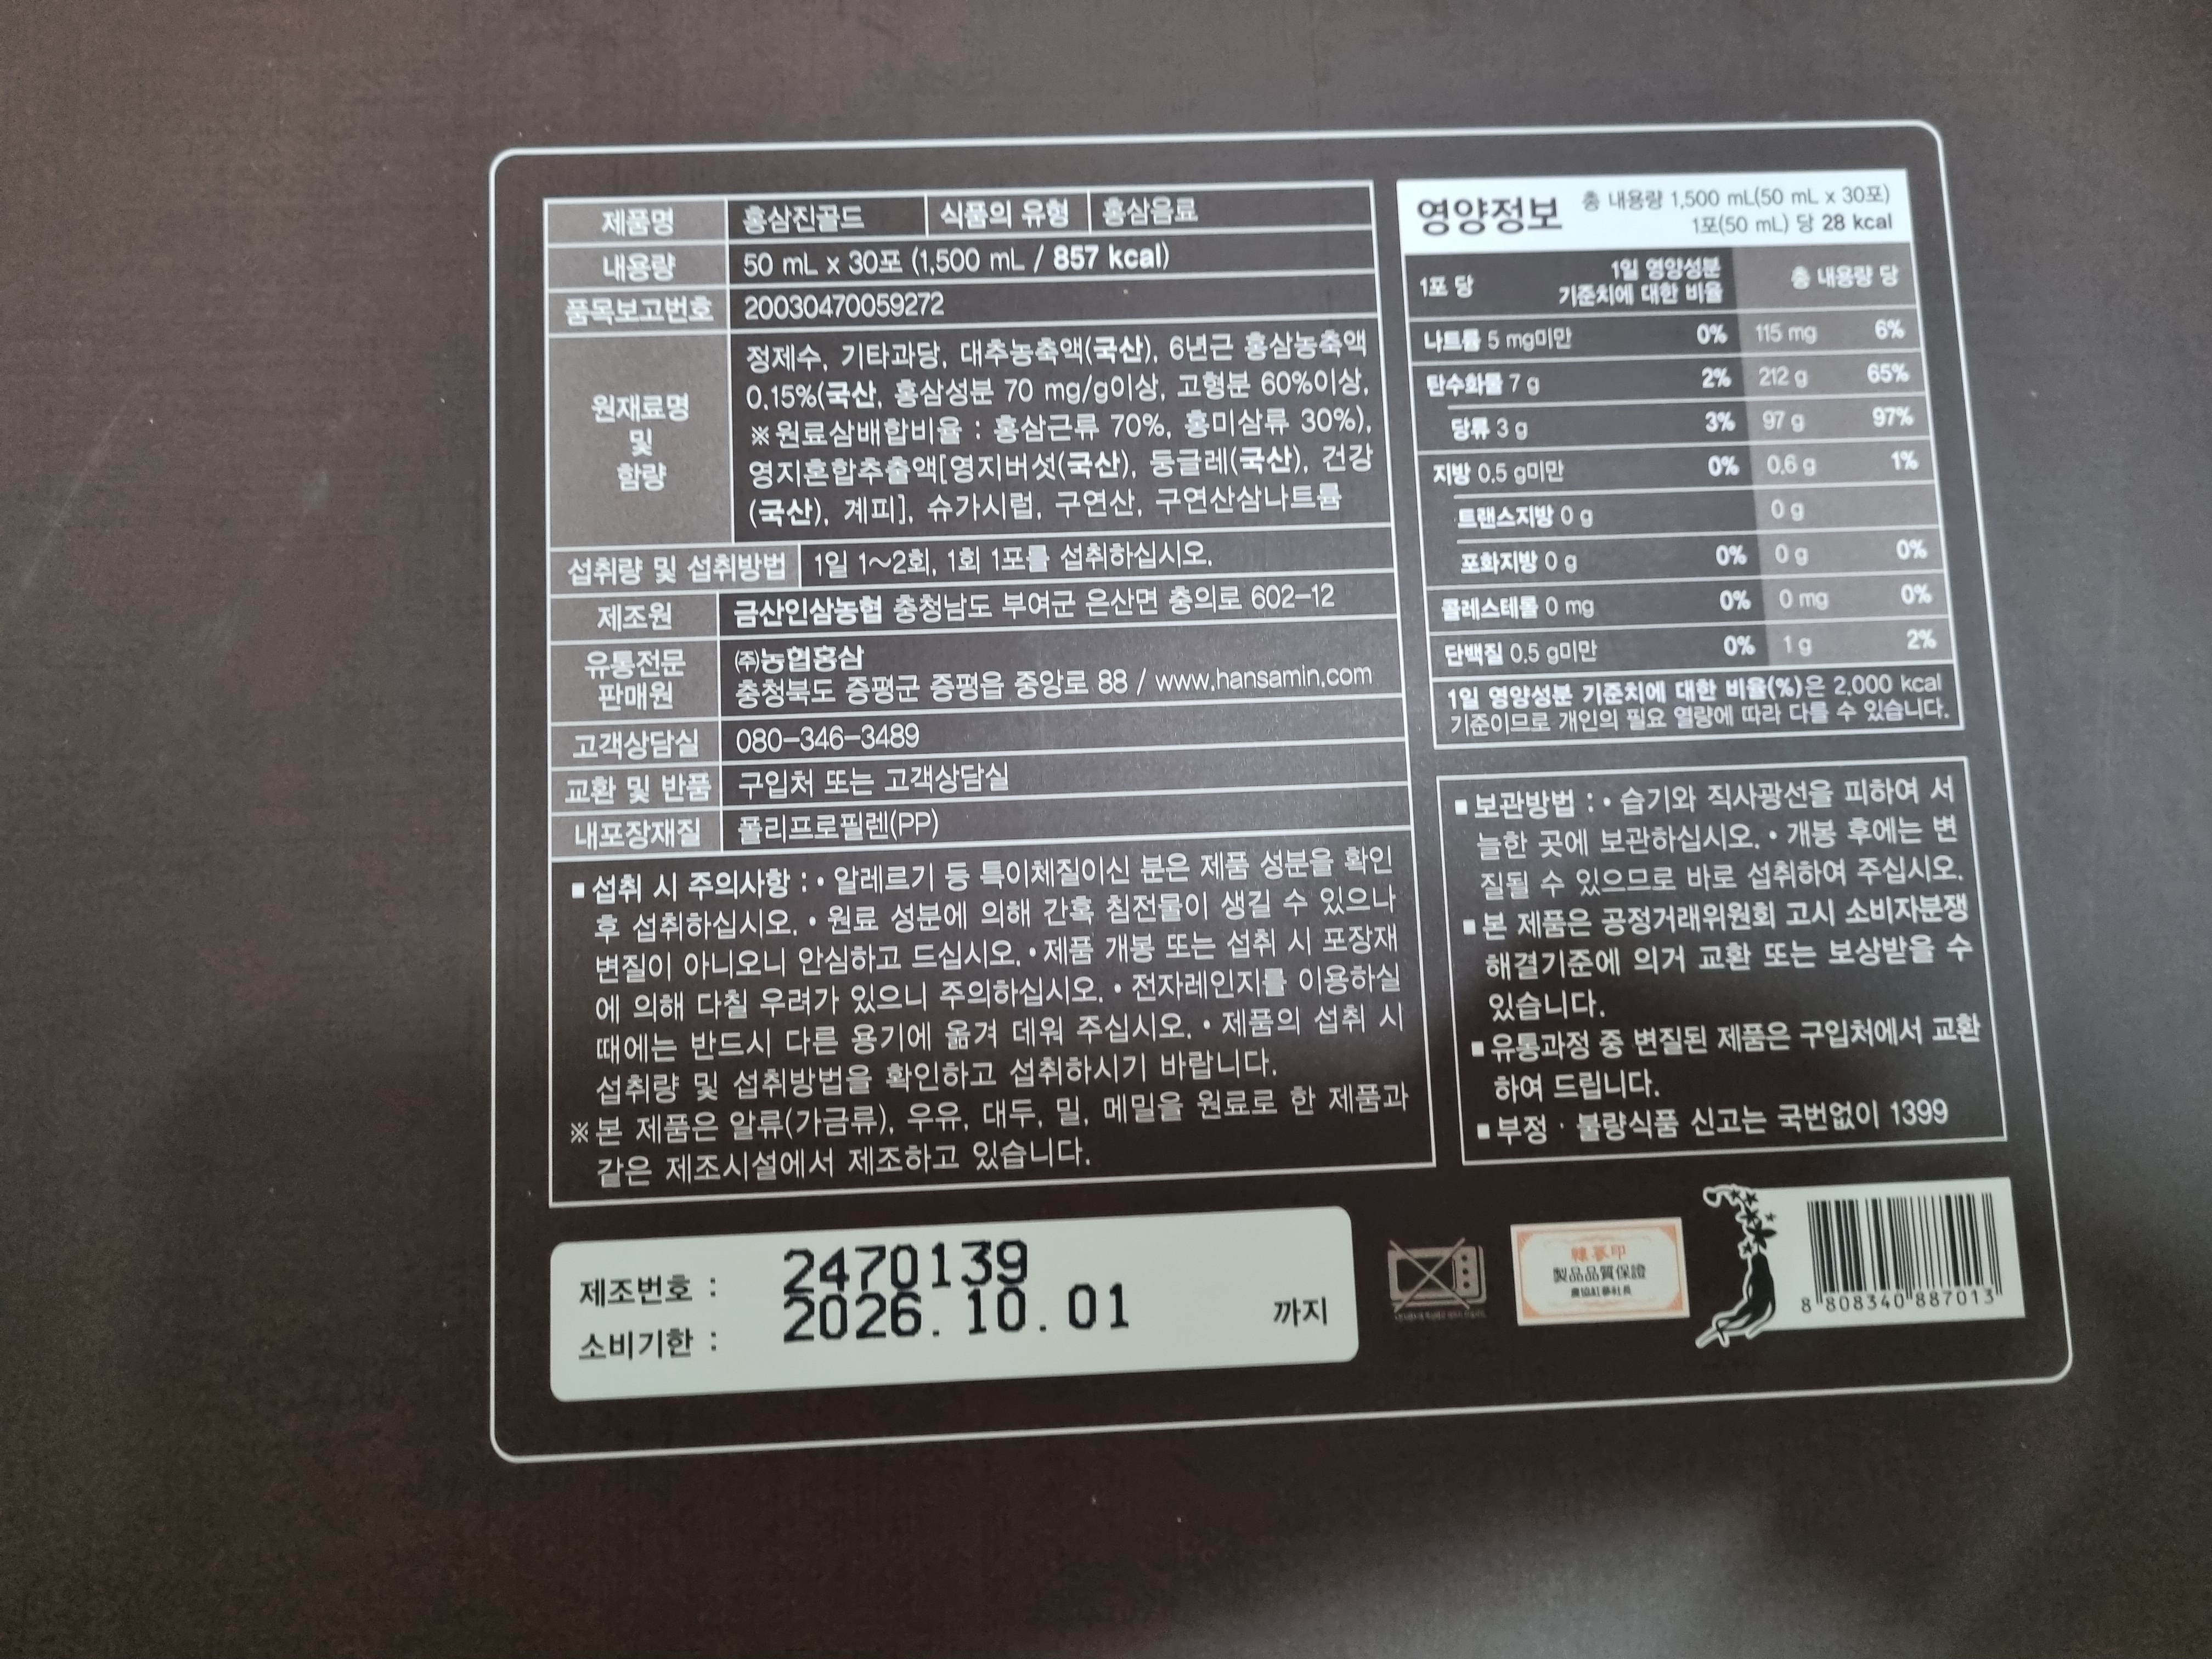 제품명 홍삼진골드 식품의 유형 홍삼음료
내용량 50 mL x 30포 (1,500 mL / 857 kcal)
품목보고번호 20030470059272
원재료명
및
함량
정제수, 기타과당, 대추농축액(국산), 6년근 홍삼농축액
0.15%(국산, 홍삼성분 70 mg/g이상, 고형분 60%이상,
※원료삼배합비율 : 홍삼근류 70%, 홍미삼류 30%),
영지혼합추출액[영지버섯(국산), 둥글레(국산), 건강
(국산), 계피], 슈가시럽, 구연산, 구연산삼나트륨
섭취량 및 섭취방법 1일 1~2회, 1회 1포를 섭취하십시오.
제조원 금산인삼농협 충청남도 부여군 은산면 충의로 602-12
유통전문
판매원
㈜농협홍삼
충청북도 증평군 증평읍 중앙로 88 / www.hansamin.com
고객상담실 080-346-3489
교환 및 반품 구입처 또는 고객상담실
내포장재질 폴리프로필렌(PP)
■ 섭취 시 주의사항 : • 알레르기 등 특이체질이신 분은 제품 성분을 확인
후 섭취하십시오. • 원료 성분에 의해 간혹 침전물이 생길 수 있으나
변질이 아니오니 안심하고 드십시오. • 제품 개봉 또는 섭취 시 포장재
에 의해 다칠 우려가 있으니 주의하십시오. • 전자레인지를 이용하실
때에는 반드시 다른 용기에 옮겨 데워 주십시오. • 제품의 섭취 시
섭취량 및 섭취방법을 확인하고 섭취하시기 바랍니다.
※본 제품은 알류(가금류), 우유, 대두, 밀, 메밀을 원료로 한 제품과
같은 제조시설에서 제조하고 있습니다.
영양정보
총 내용량 1,500 mL(50 mL x 30포)
1포(50 mL) 당 28 kcal
1포 당 1일 영양성분
기준치에 대한 비율 총 내용량 당
나트륨 5 mg미만 0% 115 mg 6%
탄수화물 7 g 2% 212 g 65%
당류 3 g 3% 97 g 97%
지방 0.5 g미만 0% 0.6 g 1%
트랜스지방 0 g 0 g
포화지방 0 g 0% 0 g 0%
콜레스테롤 0 mg 0% 0 mg 0%
단백질 0.5 g미만 0% 1 g 2%
1일 영양성분 기준치에 대한 비율(%)은 2,000 kcal
기준이므로 개인의 필요 열량에 따라 다를 수 있습니다.
■ 보관방법 : • 습기와 직사광선을 피하여 서
늘한 곳에 보관하십시오. • 개봉 후에는 변
질될 수 있으므로 바로 섭취하여 주십시오.
■ 본 제품은 공정거래위원회 고시 소비자분쟁
해결기준에 의거 교환 또는 보상받을 수
있습니다.
■ 유통과정 중 변질된 제품은 구입처에서 교환
하여 드립니다.
■ 부정 · 불량식품 신고는 국번없이 1399
제조번호 : 2470139
소비기한 : 2026.10.01 까지
韓蔘印
製品品質保證
農協紅蔘社長
8 808340 887013